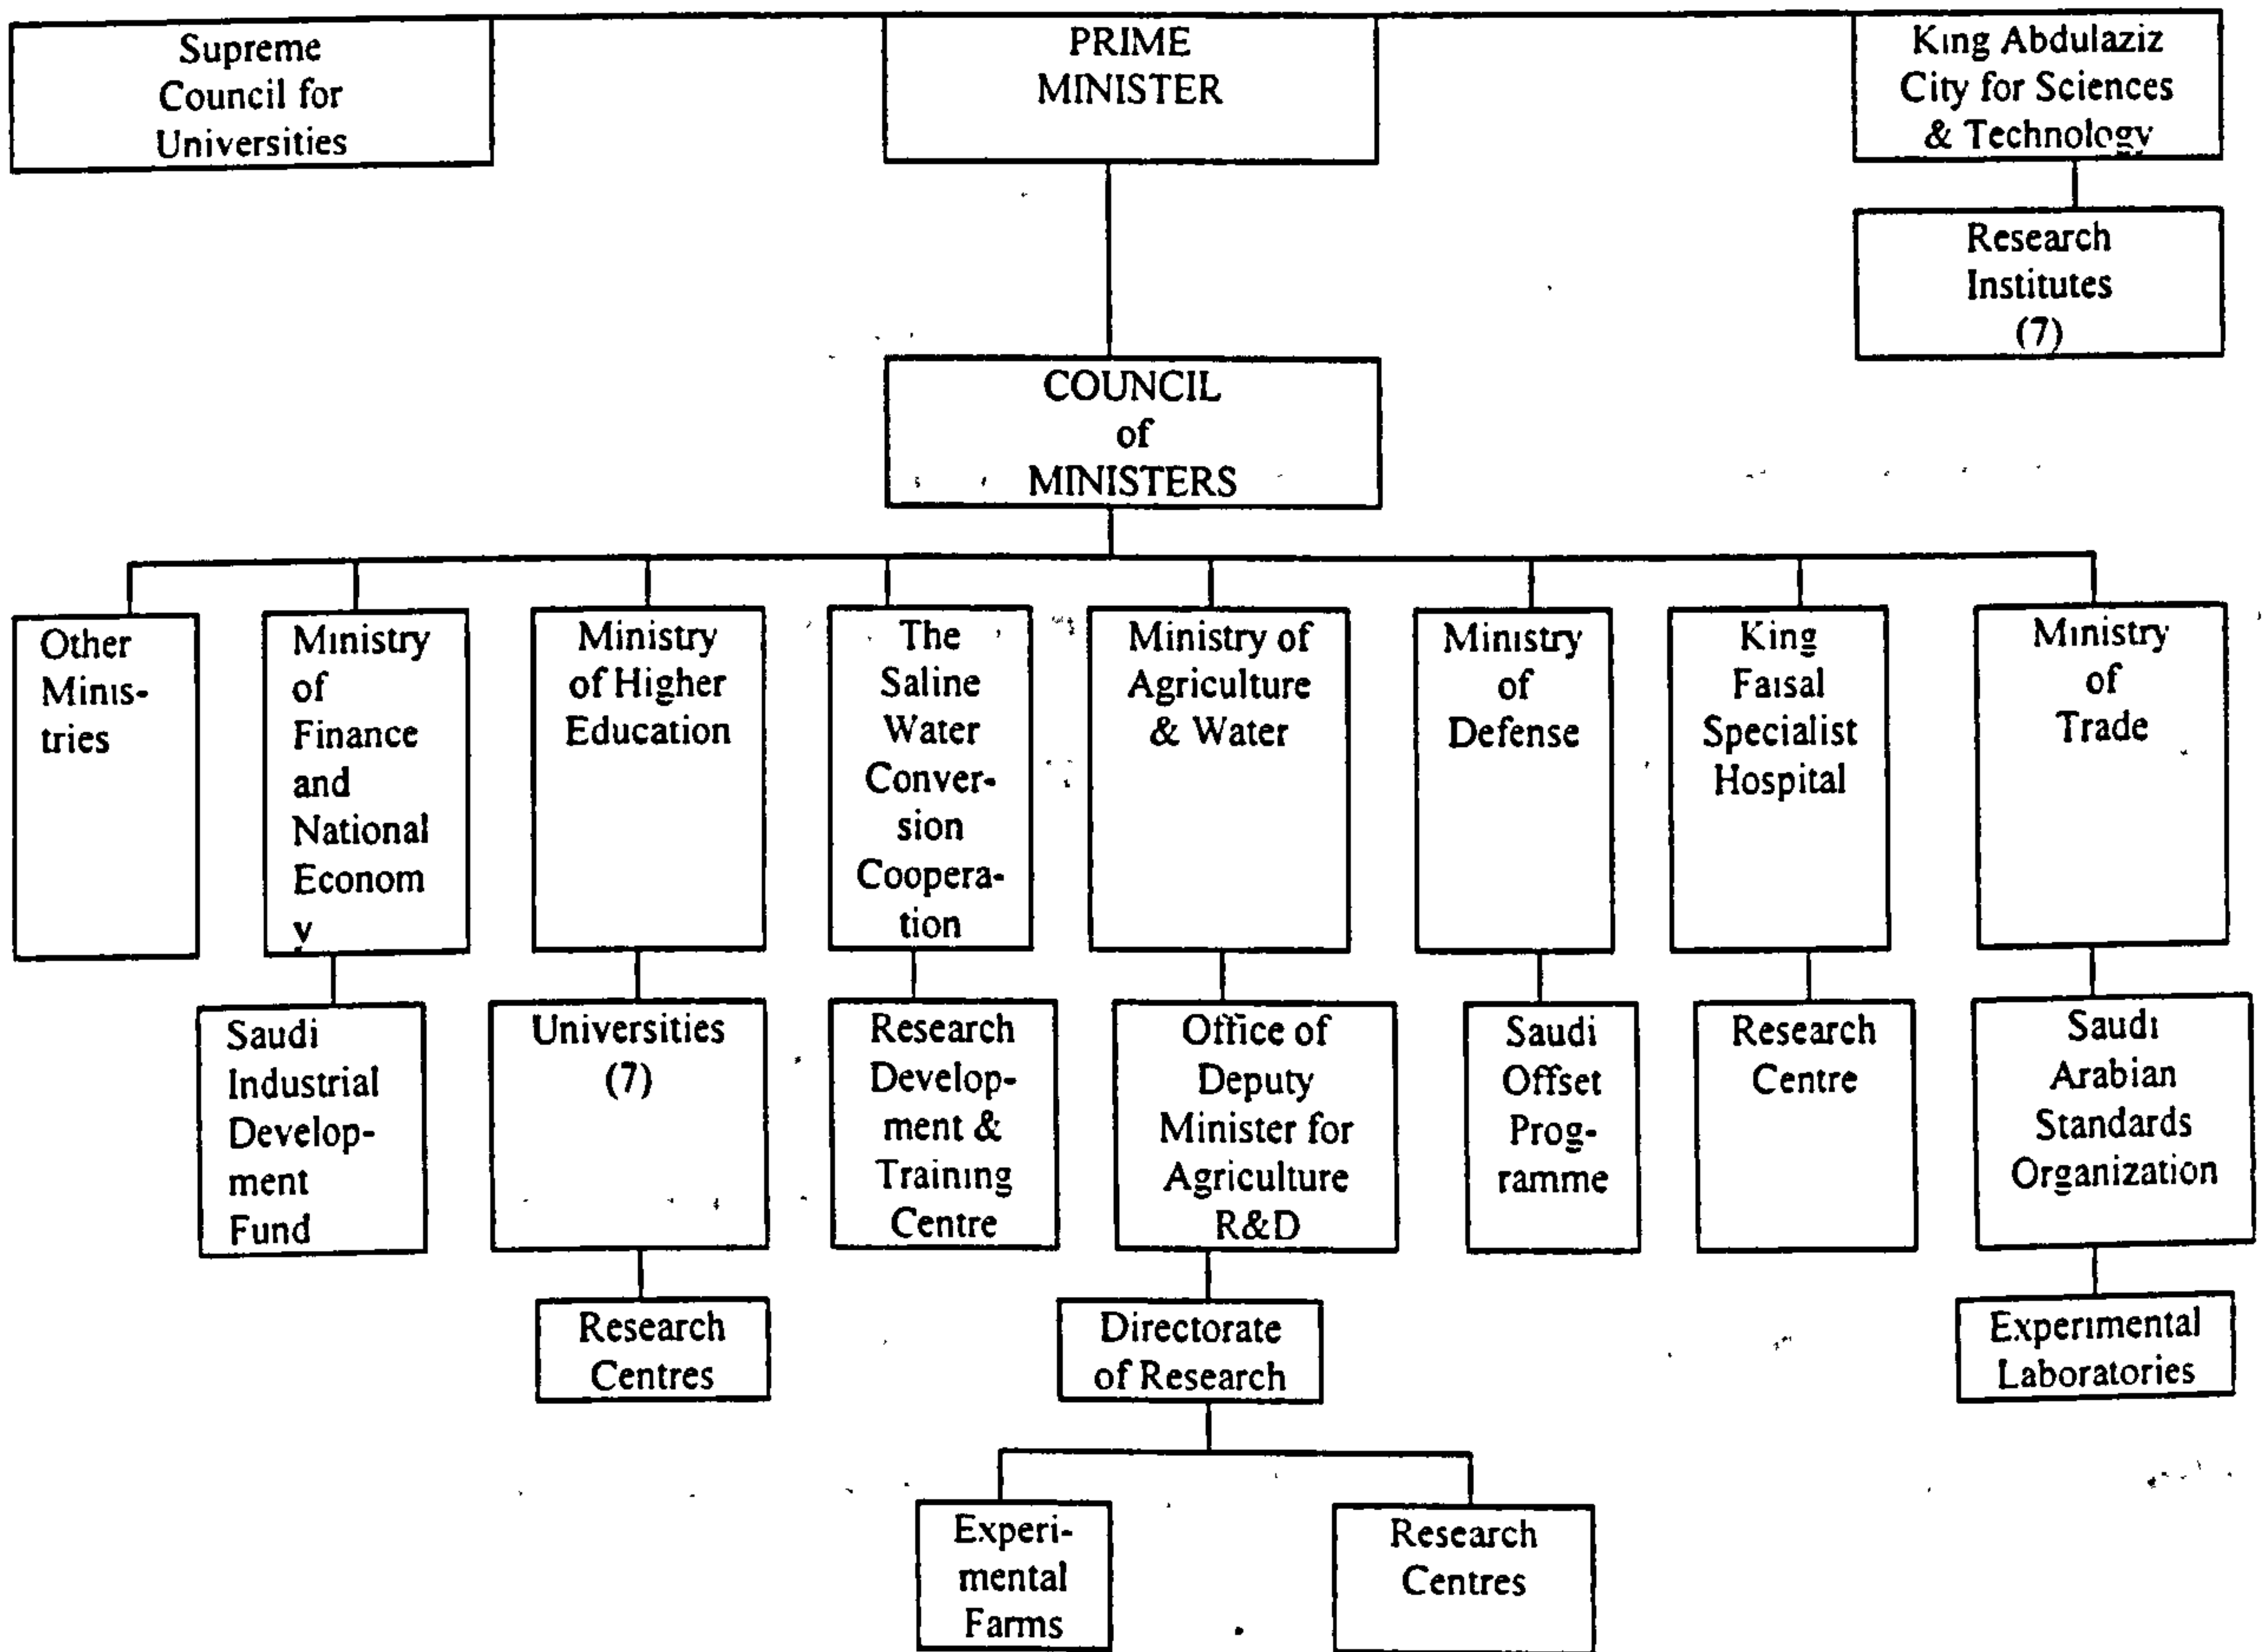 Supreme
Council for
Universities
PRIME
MINISTER
King Abdulaziz
City for Sciences
& Technology
Research
Institutes
(7)
COUNCIL
of
MINISTERS
Other
Minis-
tries
Ministry
of
Finance
and
National
Econom
y
Ministry
of Higher
Education
The
Saline
Water
Conver-
sion
Coopera-
tion
Ministry of
Agriculture
& Water
Ministry
of
Defense
King
Faisal
Specialist
Hospital
Ministry
of
Trade
Saudi
Industrial
Develop-
ment
Fund
Universities
(7)
Research
Develop-
ment &
Training
Centre
Office of
Deputy
Minister for
Agriculture
R&D
Saudi
Offset
Prog-
ramme
Research
Centre
Saudi
Arabian
Standards
Organization
Research
Centres
Directorate
of Research
Experimental
Laboratories
Experi-
mental
Farms
Research
Centres